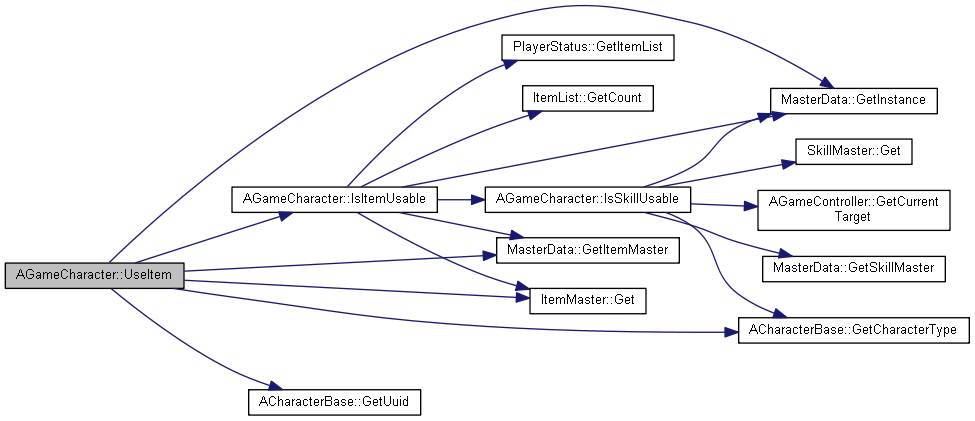 PlayerStatus::GetItemList
ItemList::GetCount
MasterData::GetInstance
SkillMaster::Get
AGameCharacter::IsItemUsable
AGameCharacter::IsSkillUsable
AGameController::GetCurrent
Target
MasterData::GetItemMaster
MasterData::GetSkillMaster
AGameCharacter::UseItem
ItemMaster::Get
ACharacterBase::GetCharacterType
ACharacterBase::GetUuid